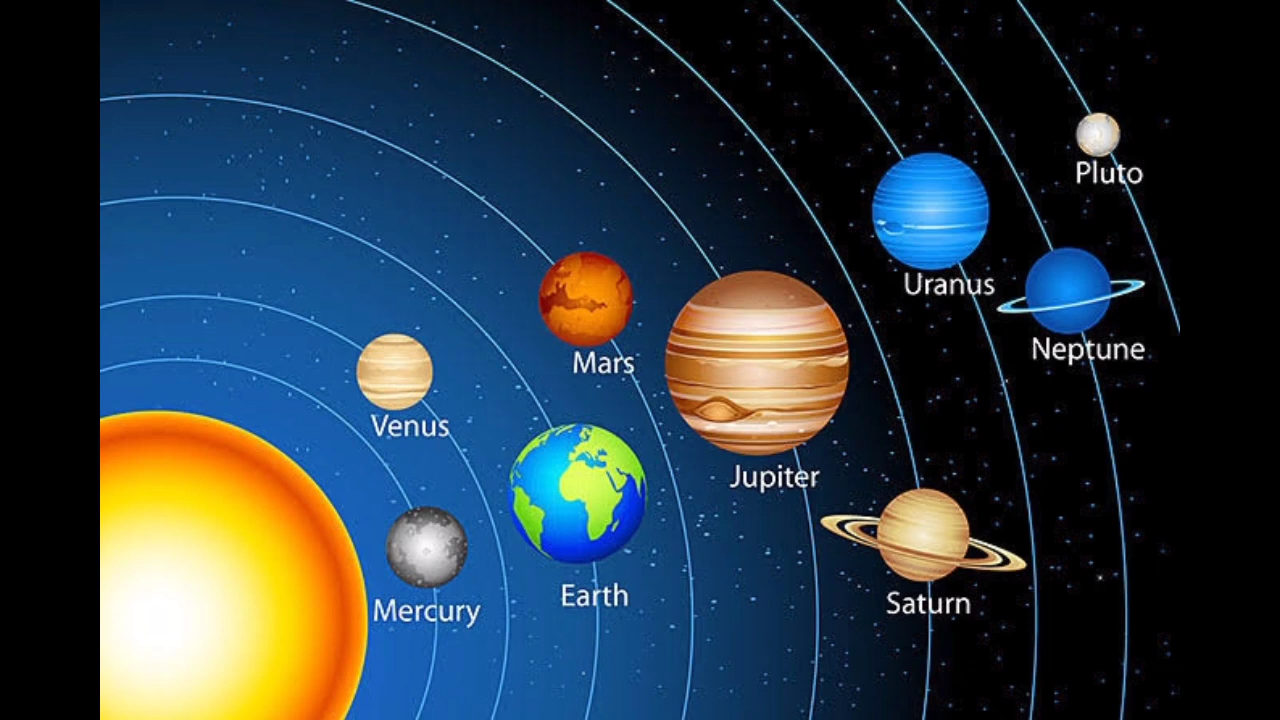 Pluto
Uranus
Neptune
Mars
Venus
Jupiter
Earth
Saturn
Mercury